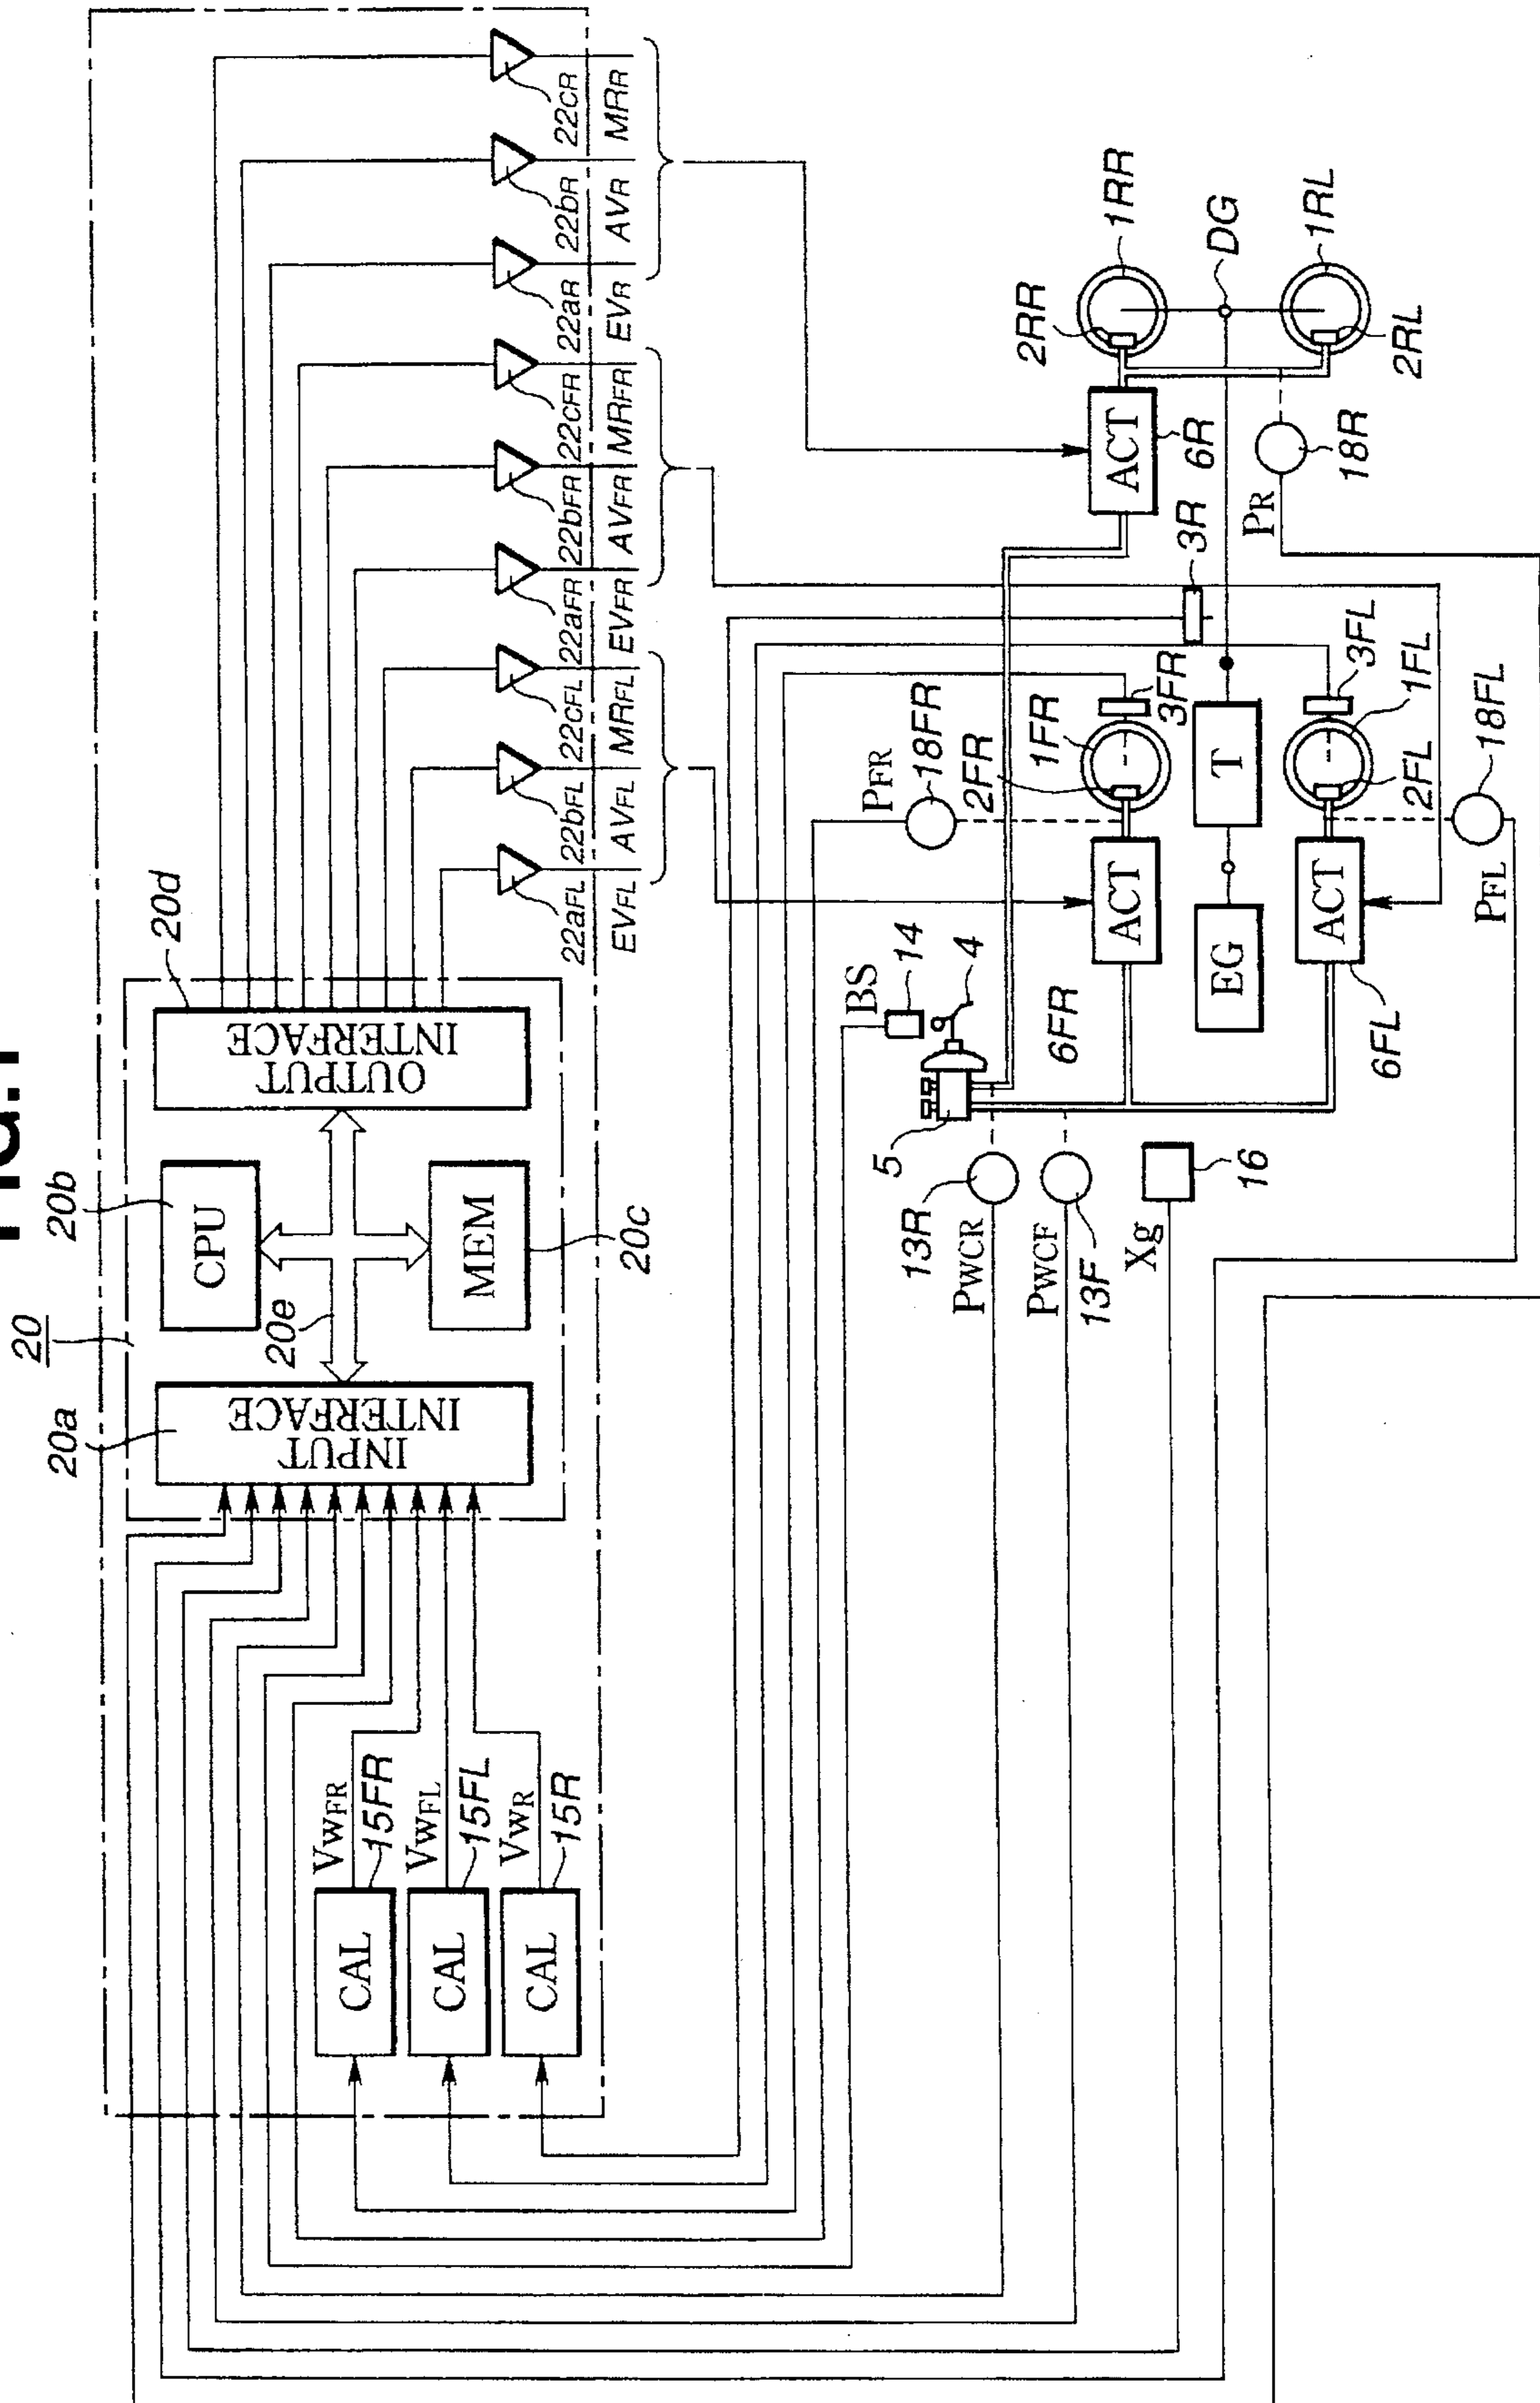 FIG.1
20
20a
20b
20c
20d
20e
INPUT
INTERFACE
CPU
MEM
OUTPUT
INTERFACE
CAL
CAL
CAL
VwFR
15FR
VwFL
15FL
VwR
15R
22aFL
22bFL
22cFL
22aFR
22bFR
22cFR
22aR
22bR
22cR
EVFL
AVFL
MRFL
EVFR
AVFR
MRFR
EVR
AVR
MRR
BS
14
4
5
13R
PWCR
13F
PWCF
Xg
16
PFR
18FR
2FR
1FR
3FR
6FR
ACT
EG
T
ACT
6FL
2FL
1FL
3FL
18FL
PFL
3R
ACT
6R
PR
18R
2RR
1RR
DG
1RL
2RL